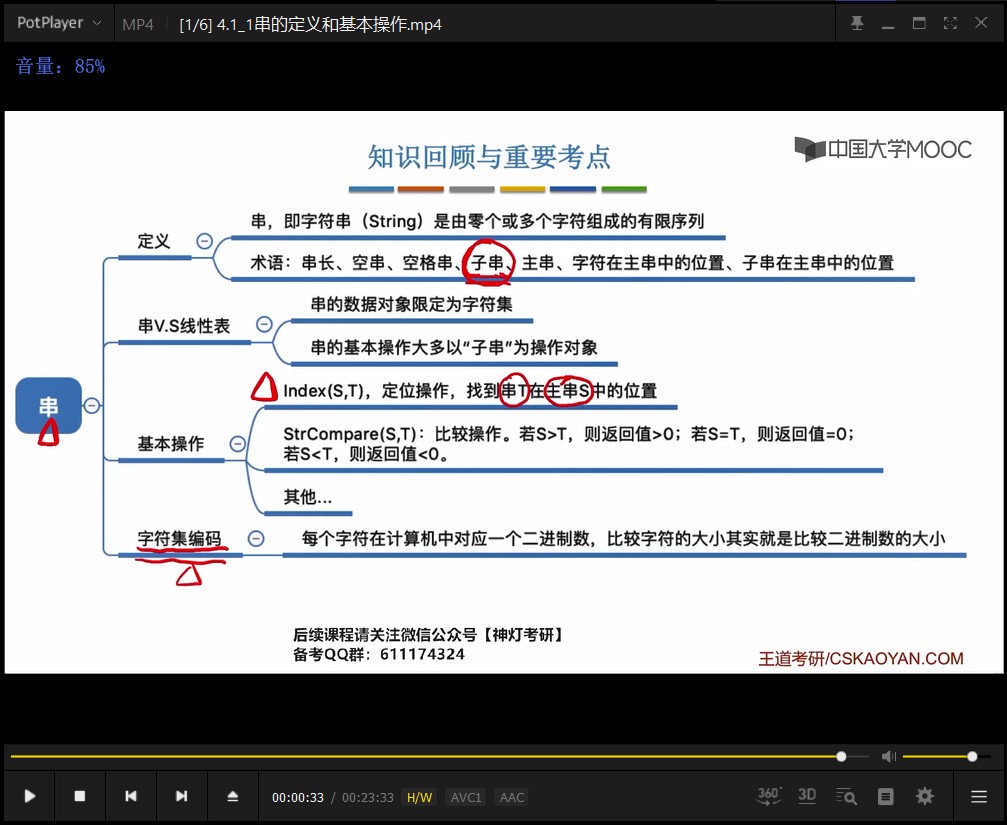 PotPlayer MP4 [1/6] 4.1_1串的定义和基本操作.mp4
音量：85%
知识回顾与重要考点
中国大学MOOC
串
定义
串，即字符串（String）是由零个或多个字符组成的有限序列
术语：串长、空串、空格串、子串、主串、字符在主串中的位置、子串在主串中的位置
串V.S线性表
串的数据对象限定为字符集
串的基本操作大多以“子串”为操作对象
基本操作
Index(S,T)，定位操作，找到串T在主串S中的位置
StrCompare(S,T)：比较操作。若S>T，则返回值>0；若S=T，则返回值=0；
若S<T，则返回值<0。
其他...
字符集编码
每个字符在计算机中对应一个二进制数，比较字符的大小其实就是比较二进制数的大小
后续课程请关注微信公众号【神灯考研】
备考QQ群：611174324
王道考研/CSKAOYAN.COM
00:00:33 / 00:23:33 H/W AVC1 AAC
360° 3D